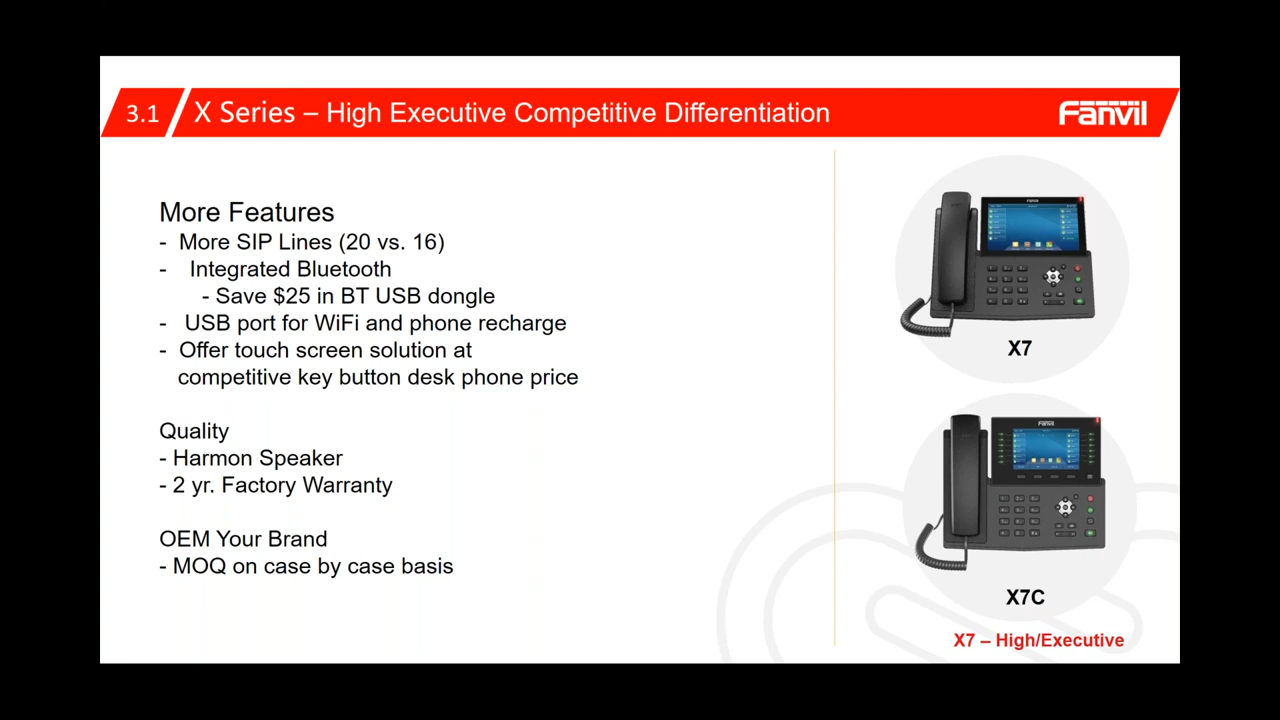 3.1 X Series – High Executive Competitive Differentiation
Fanvil
More Features
- More SIP Lines (20 vs. 16)
- Integrated Bluetooth
- Save $25 in BT USB dongle
- USB port for WiFi and phone recharge
- Offer touch screen solution at
competitive key button desk phone price
Quality
- Harmon Speaker
- 2 yr. Factory Warranty
OEM Your Brand
- MOQ on case by case basis
Fanvil
X7
Fanvil
X7C
X7 – High/Executive